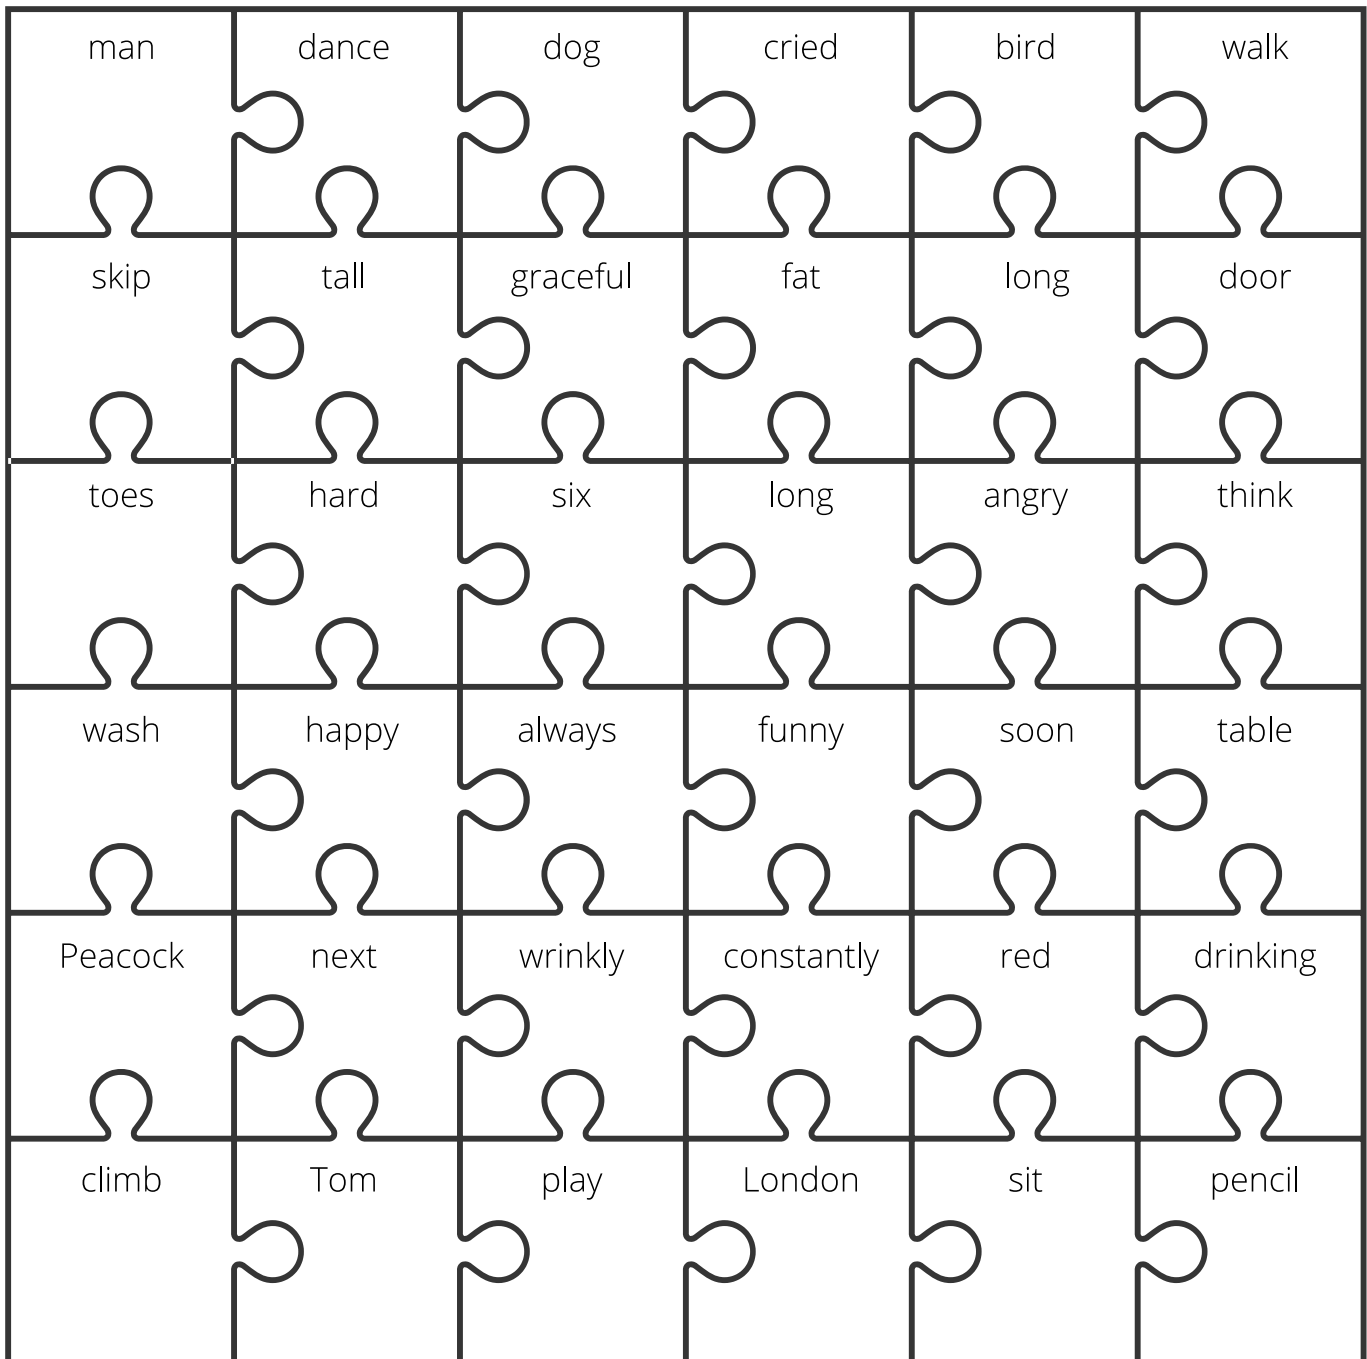 man dance dog cried bird walk
skip tall graceful fat long door
toes hard six long angry think
wash happy always funny soon table
Peacock next wrinkly constantly red drinking
climb Tom play London sit pencil